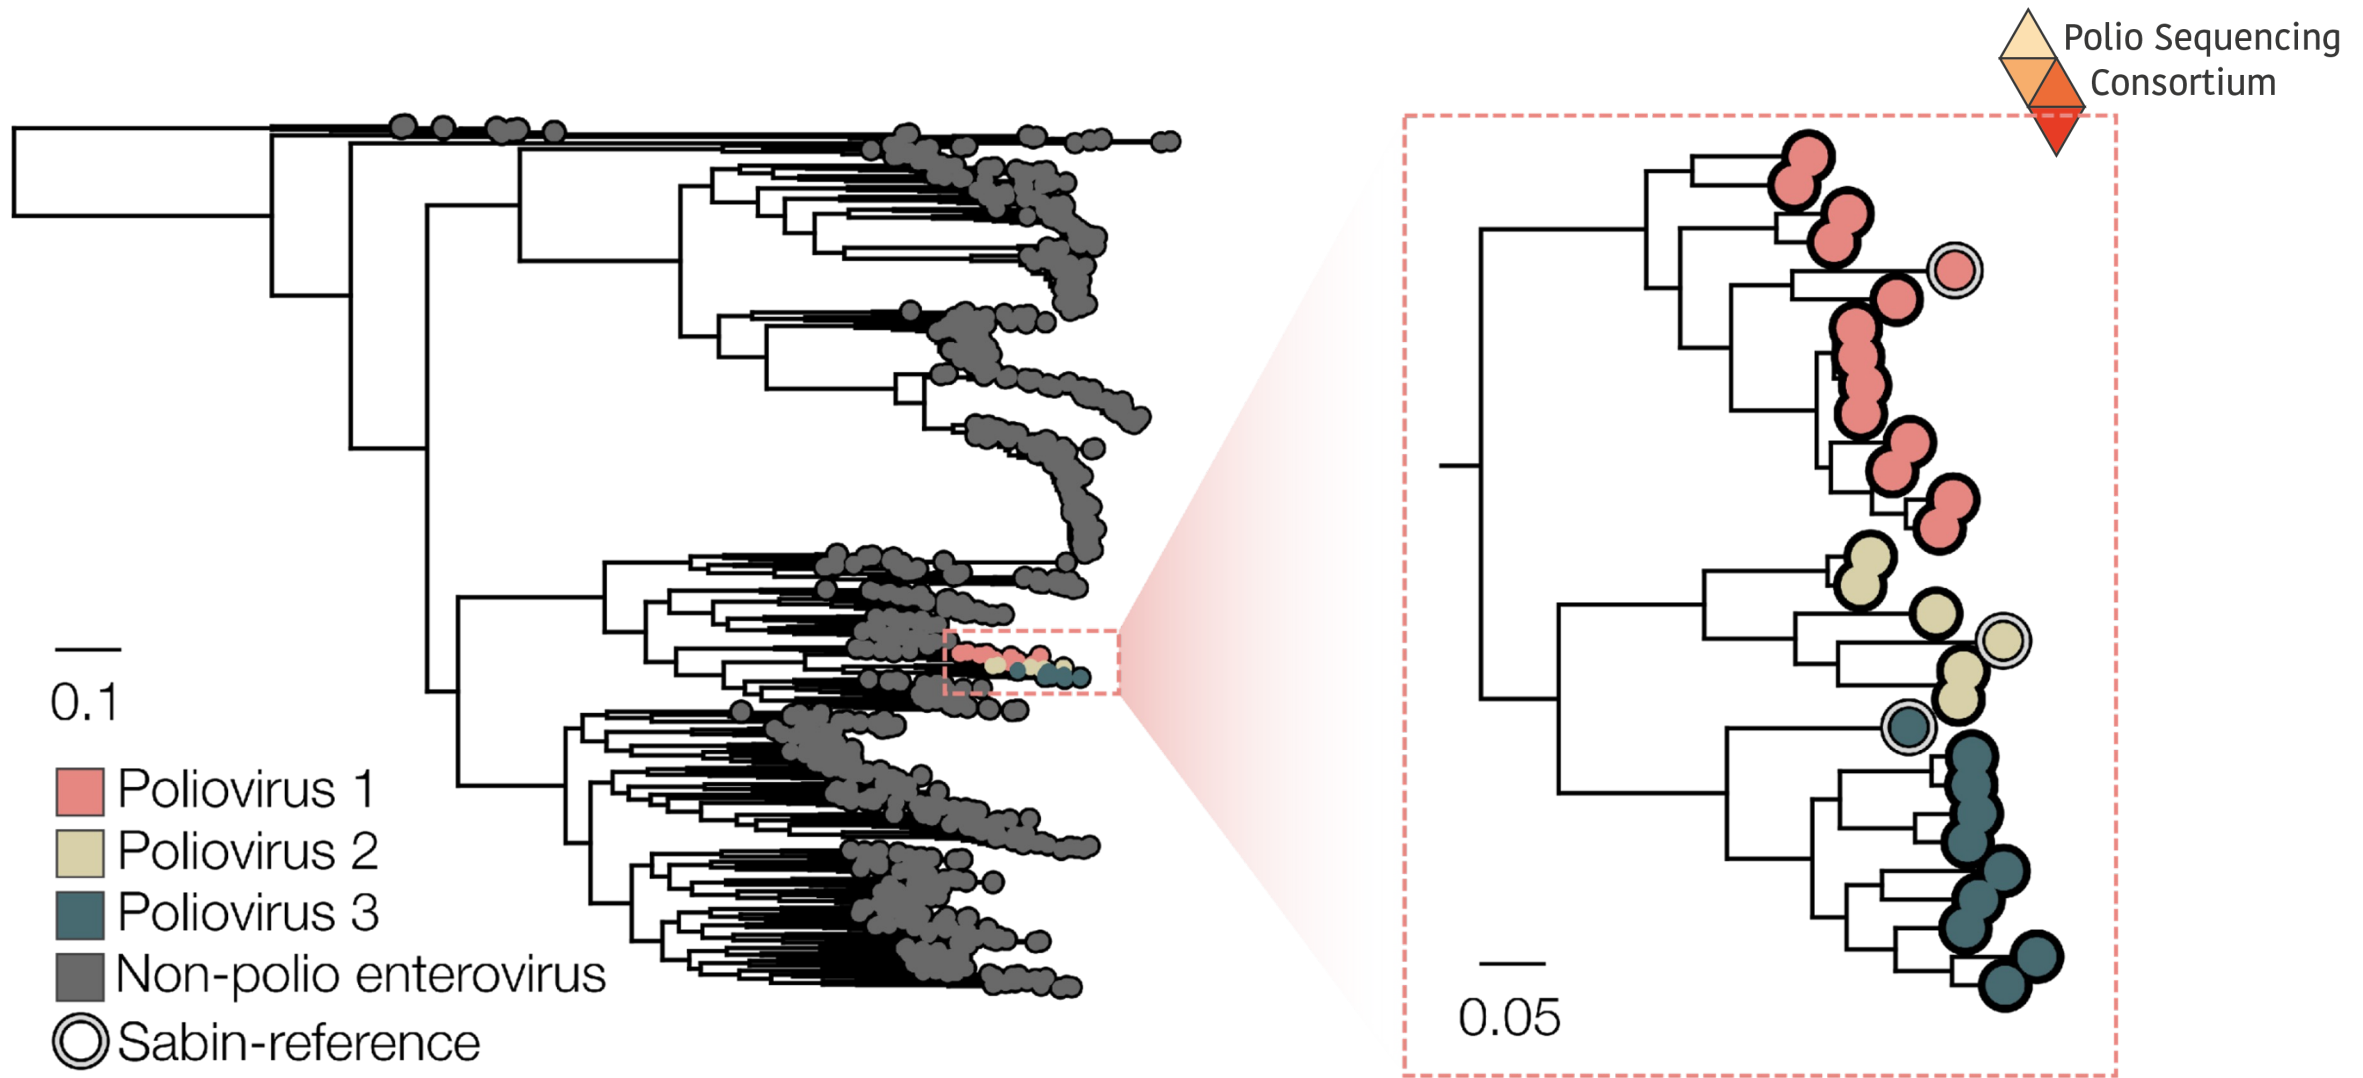 Polio Sequencing
Consortium
0.1
Poliovirus 1
Poliovirus 2
Poliovirus 3
Non-polio enterovirus
Sabin-reference
0.05